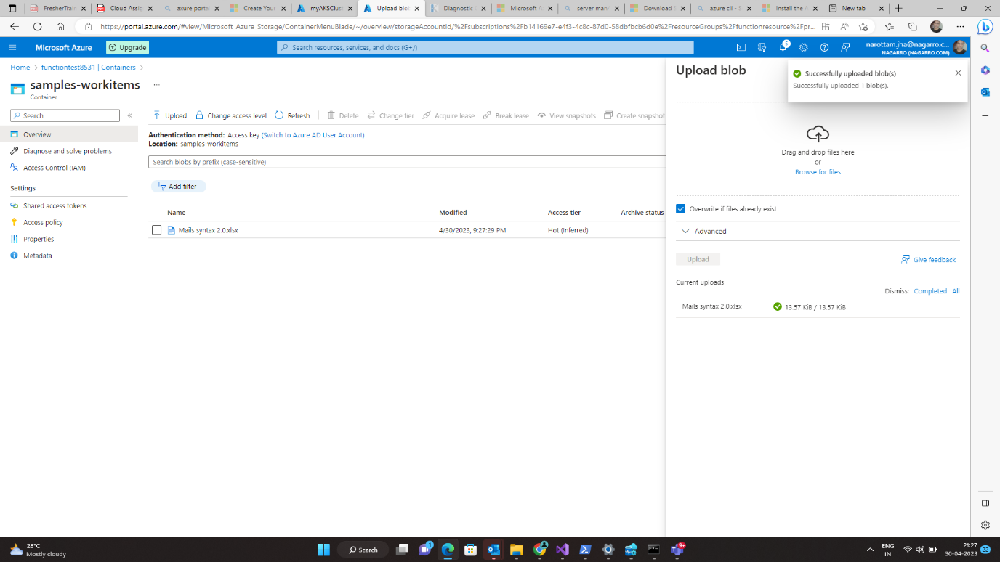 FresherTrain
Cloud Assig
axure porta
Create Your
myAKSClust
Upload blo
Diagnostic
Microsoft A
server manA
Download S
azure cli - S
Install the A
New tab
https://portal.azure.com/#view/Microsoft_Azure_Storage/ContainerMenuBlade/~/overview/storageAccountId/%2Fsubscriptions%2Fb14169e7-e4f3-4c8c-87d0-58dbfbcb6d0e%2FresourceGroups%2Ffunctionresource%2Fpr...
Microsoft Azure
Upgrade
Search resources, services, and docs (G+/)
5
narottam.jha@nagarro.c...
NAGARRO (NAGARRO.COM)
Home > functiontest8531 | Containers >
samples-workitems ...
Container
Search
«
Overview
Diagnose and solve problems
Access Control (IAM)
Settings
Shared access tokens
Access policy
Properties
Metadata
Upload
Change access level
Refresh
Delete
Change tier
Acquire lease
Break lease
View snapshots
Create snapshot
Authentication method: Access key (Switch to Azure AD User Account)
Location: samples-workitems
Search blobs by prefix (case-sensitive)
Add filter
Name Modified Access tier Archive status
Mails syntax 2.0.xlsx 4/30/2023, 9:27:29 PM Hot (Inferred)
Upload blob
Successfully uploaded blob(s)
Successfully uploaded 1 blob(s).
Drag and drop files here
or
Browse for files
Overwrite if files already exist
Advanced
Upload
Give feedback
Current uploads
Dismiss: Completed All
Mails syntax 2.0.xlsx 13.57 KiB / 13.57 KiB
28°C
Mostly cloudy
Search
1
9+
ENG
IN
21:27
30-04-2023
22